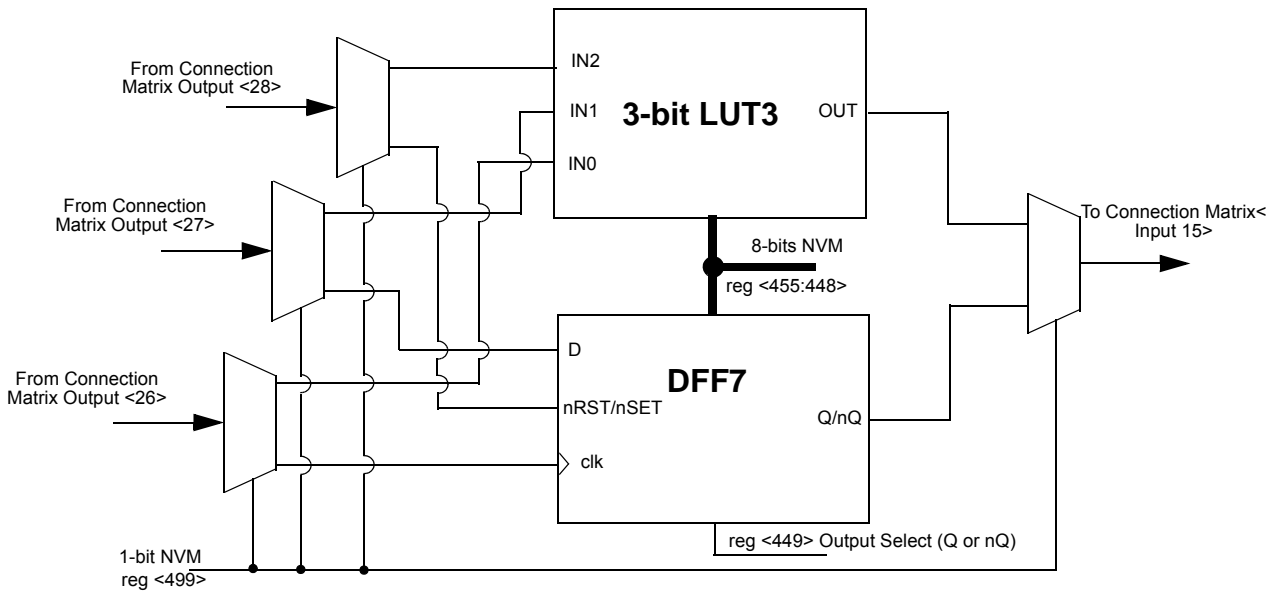 From Connection
Matrix Output <28>
IN2
IN1
IN0
3-bit LUT3
OUT
From Connection
Matrix Output <27>
To Connection Matrix<
Input 15>
8-bits NVM
reg <455:448>
From Connection
Matrix Output <26>
D
nRST/nSET
clk
DFF7
Q/nQ
reg <449> Output Select (Q or nQ)
1-bit NVM
reg <499>